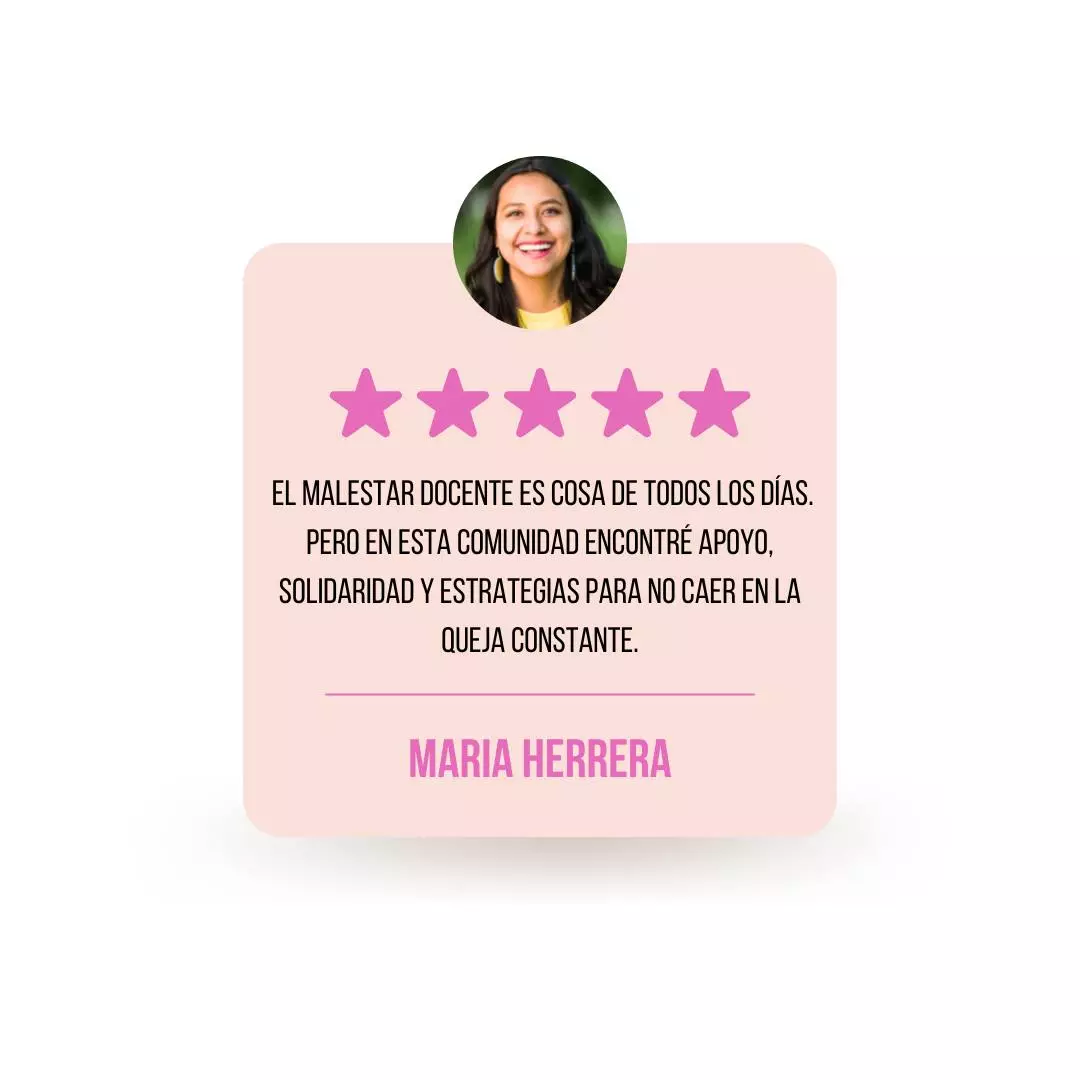 EL MALESTAR DOCENTE ES COSA DE TODOS LOS DÍAS.
PERO EN ESTA COMUNIDAD ENCONTRÉ APOYO,
SOLIDARIDAD Y ESTRATEGIAS PARA NO CAER EN LA
QUEJA CONSTANTE.
MARIA HERRERA